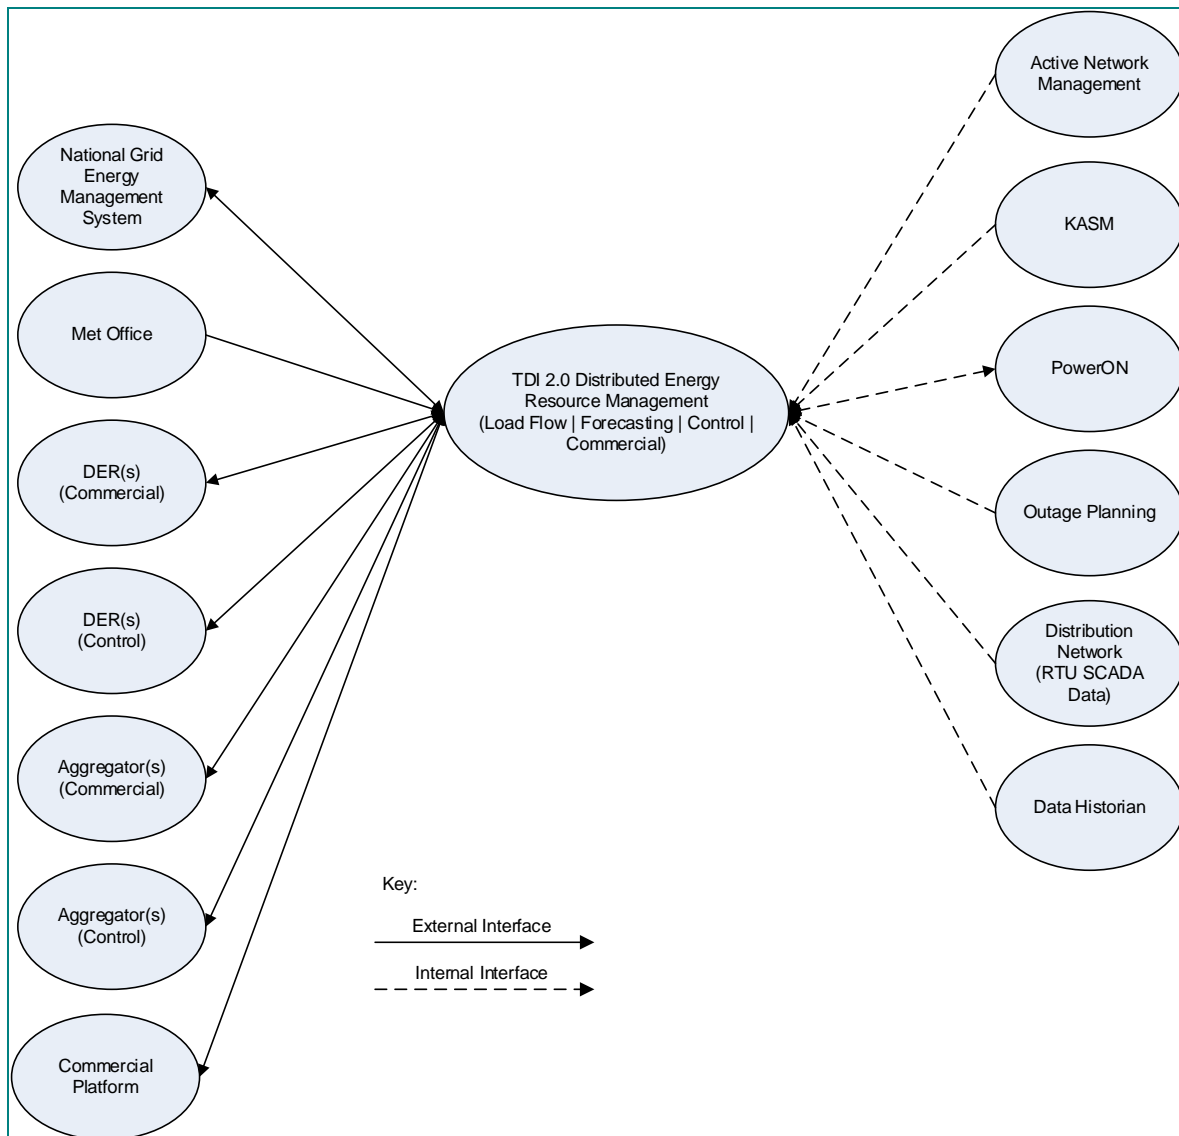 National Grid
Energy
Management
System
Met Office
DER(s)
(Commercial)
DER(s)
(Control)
Aggregator(s)
(Commercial)
Aggregator(s)
(Control)
Commercial
Platform
TDI 2.0 Distributed Energy
Resource Management
(Load Flow | Forecasting | Control |
Commercial)
Active Network
Management
KASM
PowerON
Outage Planning
Distribution
Network
(RTU SCADA
Data)
Data Historian
Key:
External Interface
Internal Interface